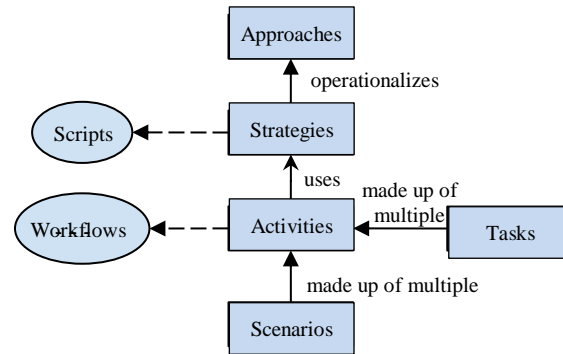 Approaches
operationalizes
Scripts
Strategies
uses
made up of
multiple
Workflows
Activities
Tasks
made up of multiple
Scenarios